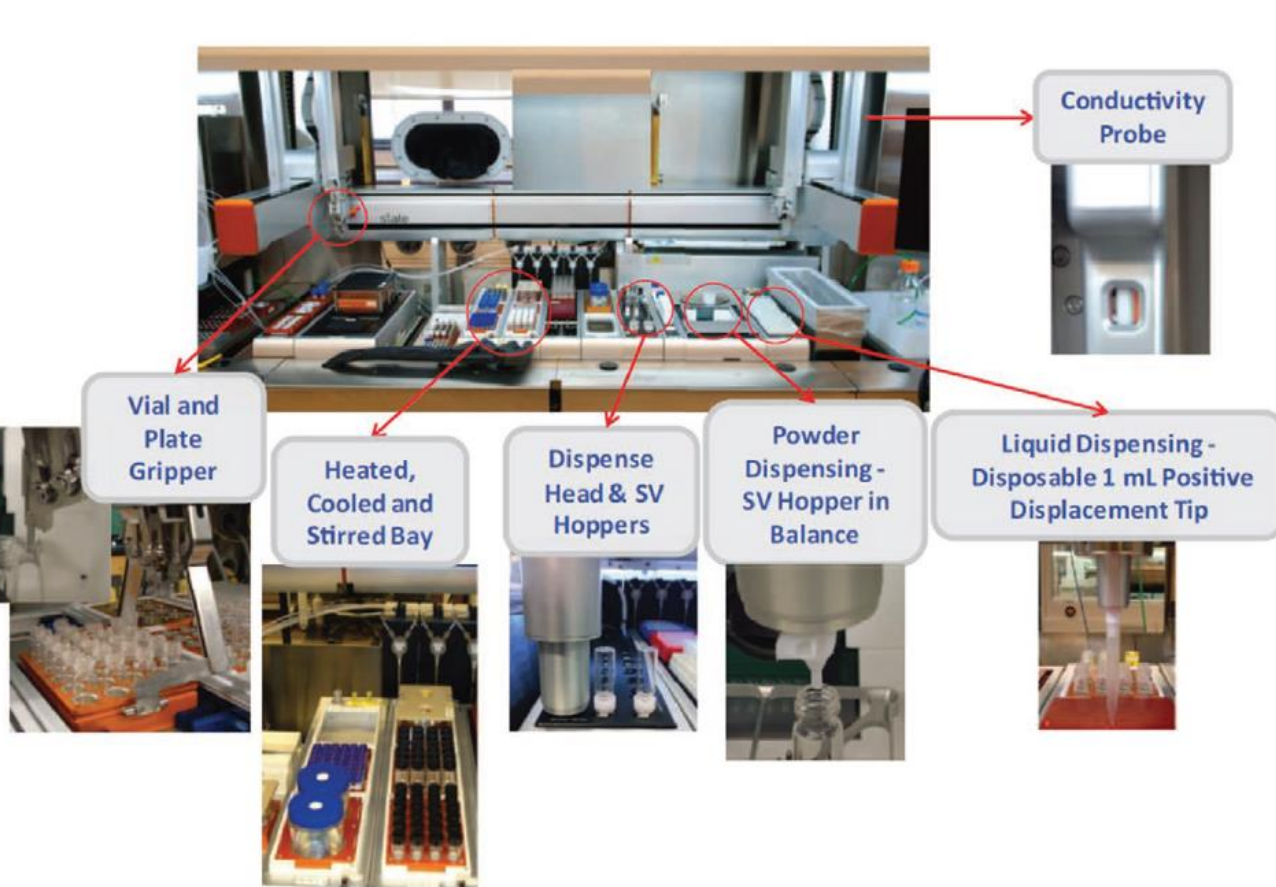 Conductivity
Probe
slate
Vial and
Plate
Gripper
Heated,
Cooled and
Stirred Bay
Dispense
Head & SV
Hoppers
Powder
Dispensing -
SV Hopper in
Balance
Liquid Dispensing -
Disposable 1 mL Positive
Displacement Tip